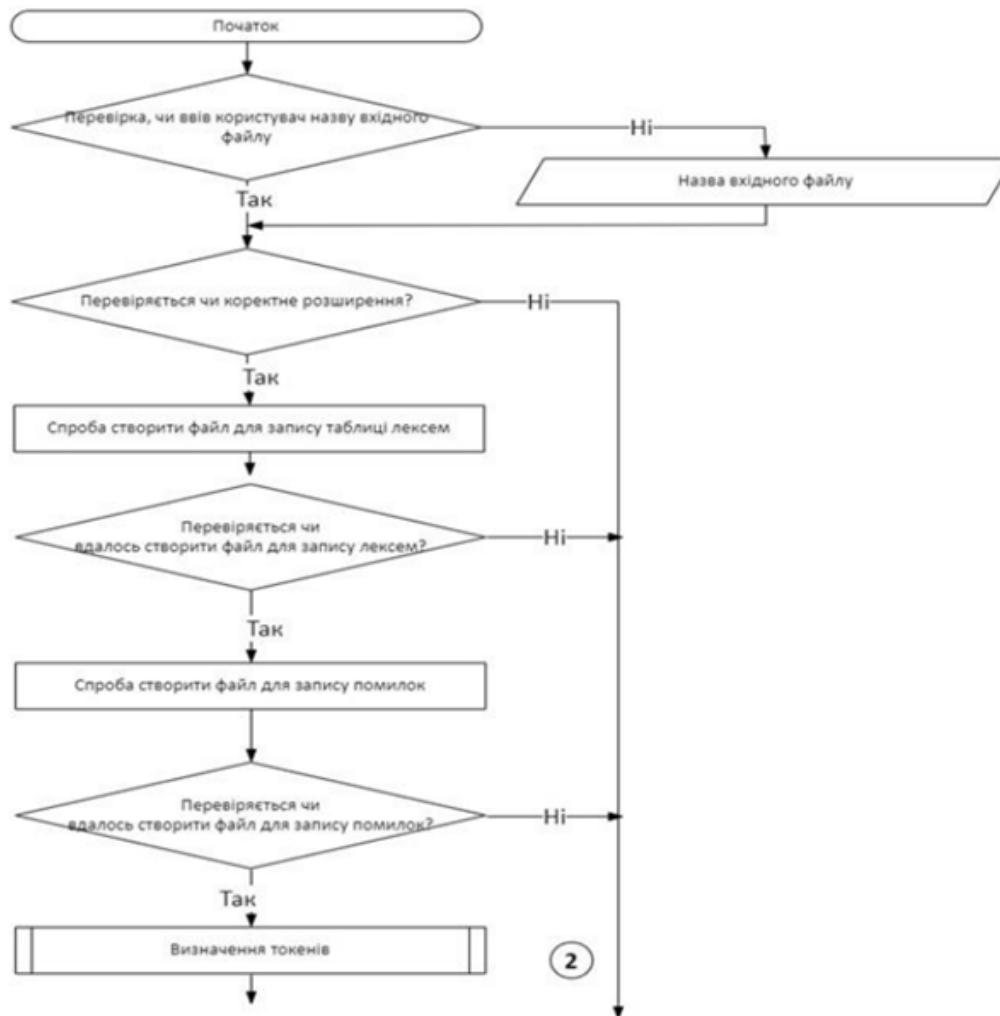 Початок
Перевірка, чи ввів користувач назву вхідного
файлу
Ні
Назва вхідного файлу
Так
Перевіряється чи коректне розширення?
Ні
Так
Спроба створити файл для запису таблиці лексем
Перевіряється чи
вдалось створити файл для запису лексем?
Ні
Так
Спроба створити файл для запису помилок
Перевіряється чи
вдалось створити файл для запису помилок?
Ні
Так
Визначення токенів
2